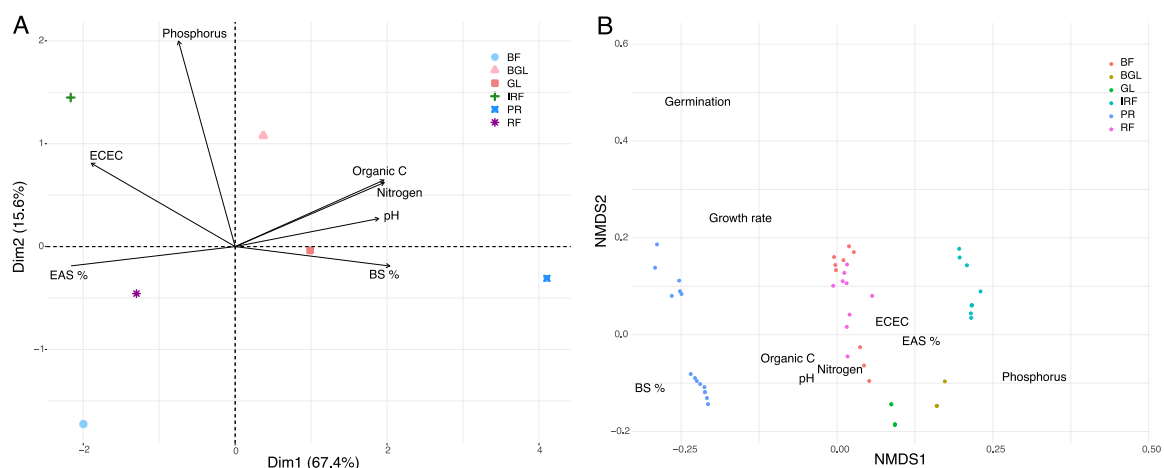 A
Phosphorus
2
BF
BGL
GL
IRF
PR
RF
1
ECEC
Organic C
Nitrogen
pH
0
EAS %
BS %
−1
−2
0
2
4
Dim1 (67.4%)
Dim2 (15.6%)
B
0.6
BF
BGL
GL
IRF
PR
RF
Germination
0.4
Growth rate
0.2
ECEC
0.0
EAS %
Organic C
Nitrogen
pH
Phosphorus
BS %
−0.2
−0.25
0.00
0.25
0.50
NMDS1
NMDS2